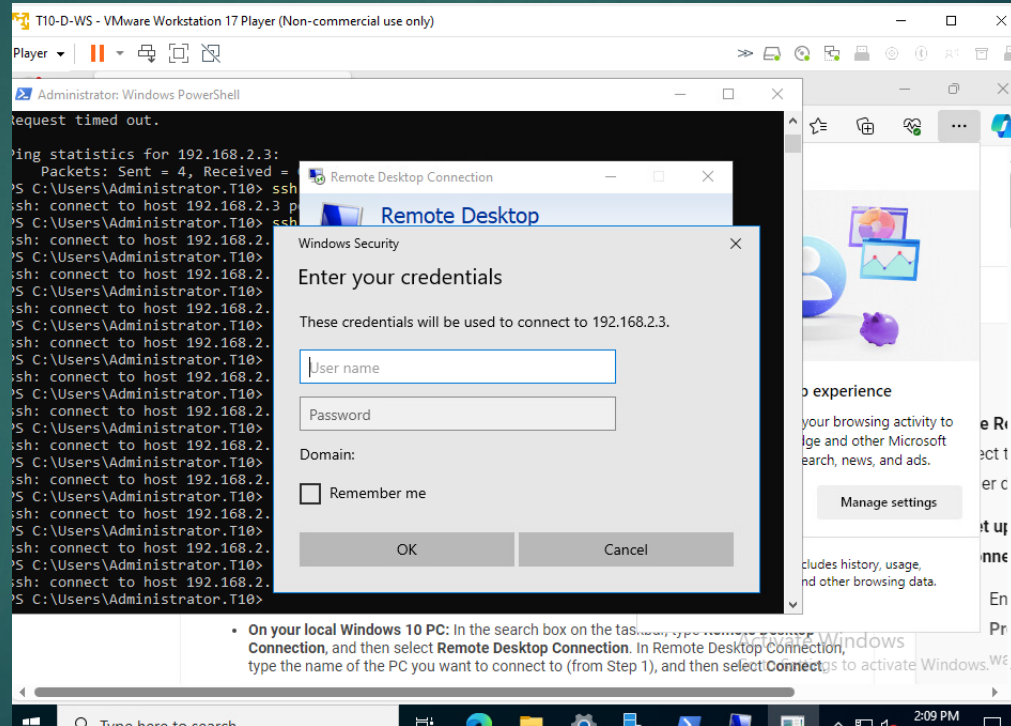 T10-D-WS - VMware Workstation 17 Player (Non-commercial use only)
Player
Administrator: Windows PowerShell
Request timed out.
Ping statistics for 192.168.2.3:
Packets: Sent = 4, Received =
PS C:\Users\Administrator.T10> ssh
ssh: connect to host 192.168.2.3 p
PS C:\Users\Administrator.T10> ssh
ssh: connect to host 192.168.2.
PS C:\Users\Administrator.T10>
ssh: connect to host 192.168.2.
PS C:\Users\Administrator.T10>
ssh: connect to host 192.168.2.
PS C:\Users\Administrator.T10>
ssh: connect to host 192.168.2.
PS C:\Users\Administrator.T10>
ssh: connect to host 192.168.2.
PS C:\Users\Administrator.T10>
ssh: connect to host 192.168.2.
PS C:\Users\Administrator.T10>
ssh: connect to host 192.168.2.
PS C:\Users\Administrator.T10>
ssh: connect to host 192.168.2.
PS C:\Users\Administrator.T10>
ssh: connect to host 192.168.2.
PS C:\Users\Administrator.T10>
ssh: connect to host 192.168.2.
PS C:\Users\Administrator.T10>
ssh: connect to host 192.168.2.
PS C:\Users\Administrator.T10>
Remote Desktop Connection
Remote Desktop
Windows Security
Enter your credentials
These credentials will be used to connect to 192.168.2.3.
User name
Password
Domain:
Remember me
OK
Cancel
experience
your browsing activity to
and other Microsoft
search, news, and ads.
Manage settings
history, usage,
and other browsing data.
En
Pr
On your local Windows 10 PC: In the search box on the taskbar, type Remote Desktop
Connection, and then select Remote Desktop Connection. In Remote Desktop Connection,
type the name of the PC you want to connect to (from Step 1), and then select Connect.
Activate Windows
Go to Settings to activate Windows.
Type here to search
2:09 PM